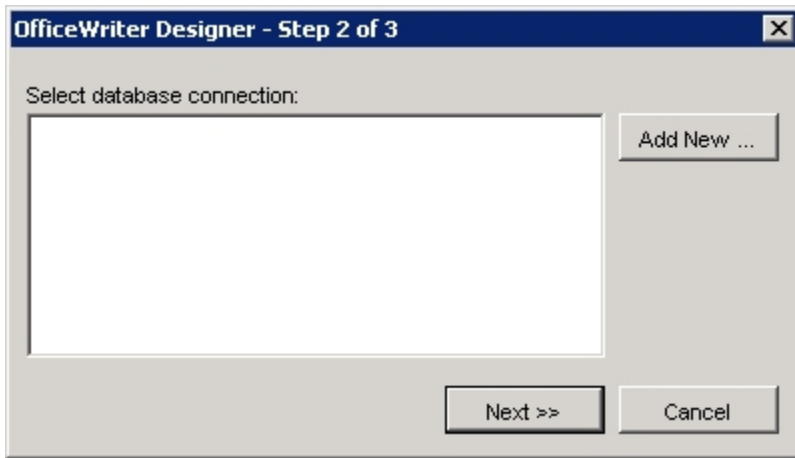 OfficeWriter Designer - Step 2 of 3
Select database connection:
Add New ...
Next >>
Cancel